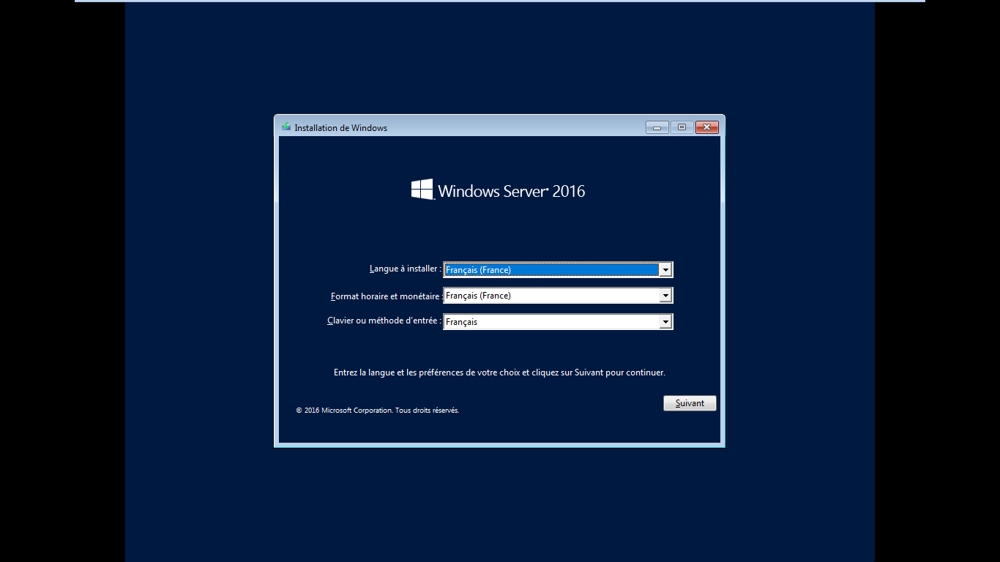 Installation de Windows
Windows Server® 2016
Langue à installer : Français (France)
Format horaire et monétaire : Français (France)
Clavier ou méthode d'entrée : Français
Entrez la langue et les préférences de votre choix et cliquez sur Suivant pour continuer.
Suivant
© 2016 Microsoft Corporation. Tous droits réservés.